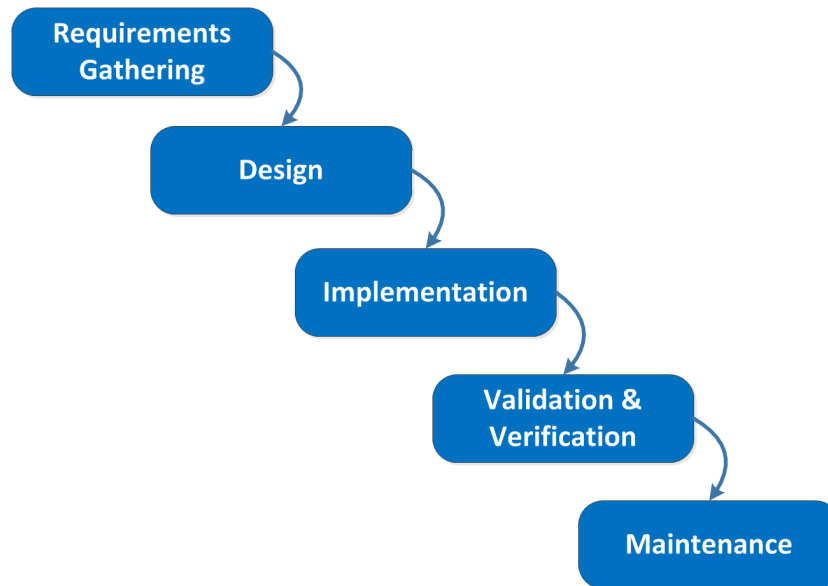 Requirements
Gathering
Design
Implementation
Validation &
Verification
Maintenance